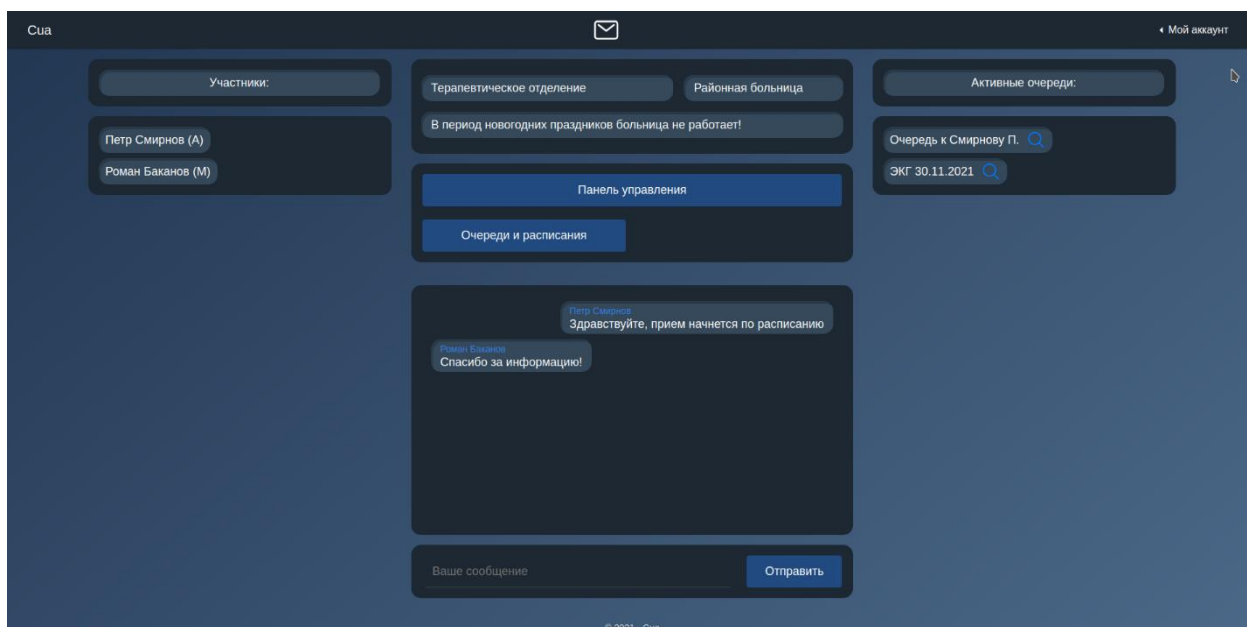 Cua
Мой аккаунт
Участники:
Петр Смирнов (А)
Роман Баканов (М)
Терапевтическое отделение
Районная больница
В период новогодних праздников больница не работает!
Панель управления
Очереди и расписания
Петр Смирнов
Здравствуйте, прием начнется по расписанию
Роман Баканов
Спасибо за информацию!
Ваше сообщение
Отправить
Активные очереди:
Очередь к Смирнову П.
ЭКГ 30.11.2021
© 2021 - Cua